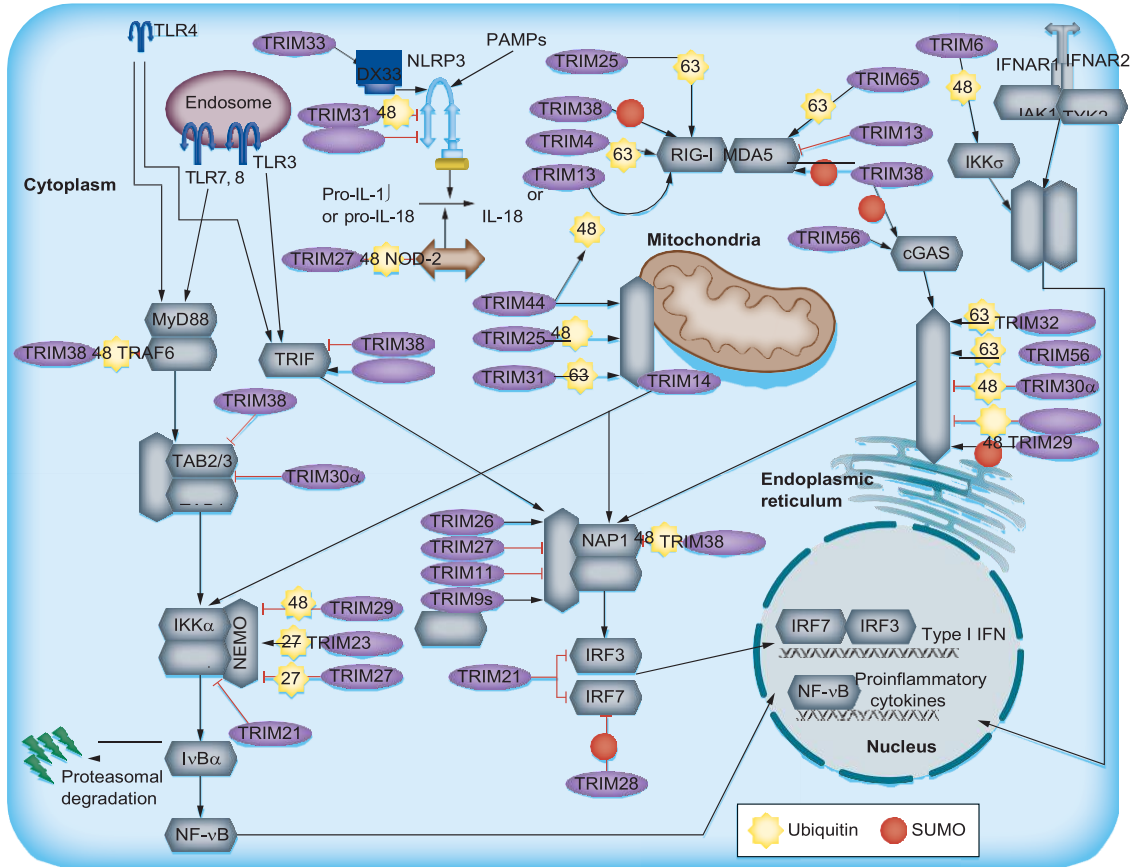 TLR4
TRIM33
DX33
NLRP3
PAMPs
TRIM25
63
TRIM6
IFNAR1
IFNAR2
48
TRIM65
Endosome
TRIM31
48
TRIM38
63
JAK1
TYK2
TRIM4
63
RIG-I
MDA5
TRIM13
TLR3
TLR7, 8
TRIM13
or
TRIM38
IKKσ
Cytoplasm
Pro-IL-1⌡
or pro-IL-18
IL-18
48
Mitochondria
TRIM56
cGAS
TRIM27
48
NOD-2
TRIM44
MyD88
63
TRIM32
TRIM38
48
TRAF6
TRIM38
TRIM25
48
63
TRIM56
TRIF
TRIM31
63
TRIM14
48
TRIM30α
TRIM38
48
TRIM29
TAB2/3
TRIM30α
Endoplasmic
reticulum
TRIM26
TRIM27
NAP1
48
TRIM38
TRIM11
TRIM9s
IKKα
NEMO
48
TRIM29
27
TRIM23
27
TRIM27
IRF3
IRF7
IRF3
Type I IFN
TRIM21
IRF7
NF-νB
Proinflammatory
cytokines
TRIM21
Nucleus
IνBα
Proteasomal
degradation
TRIM28
NF-νB
Ubiquitin
SUMO